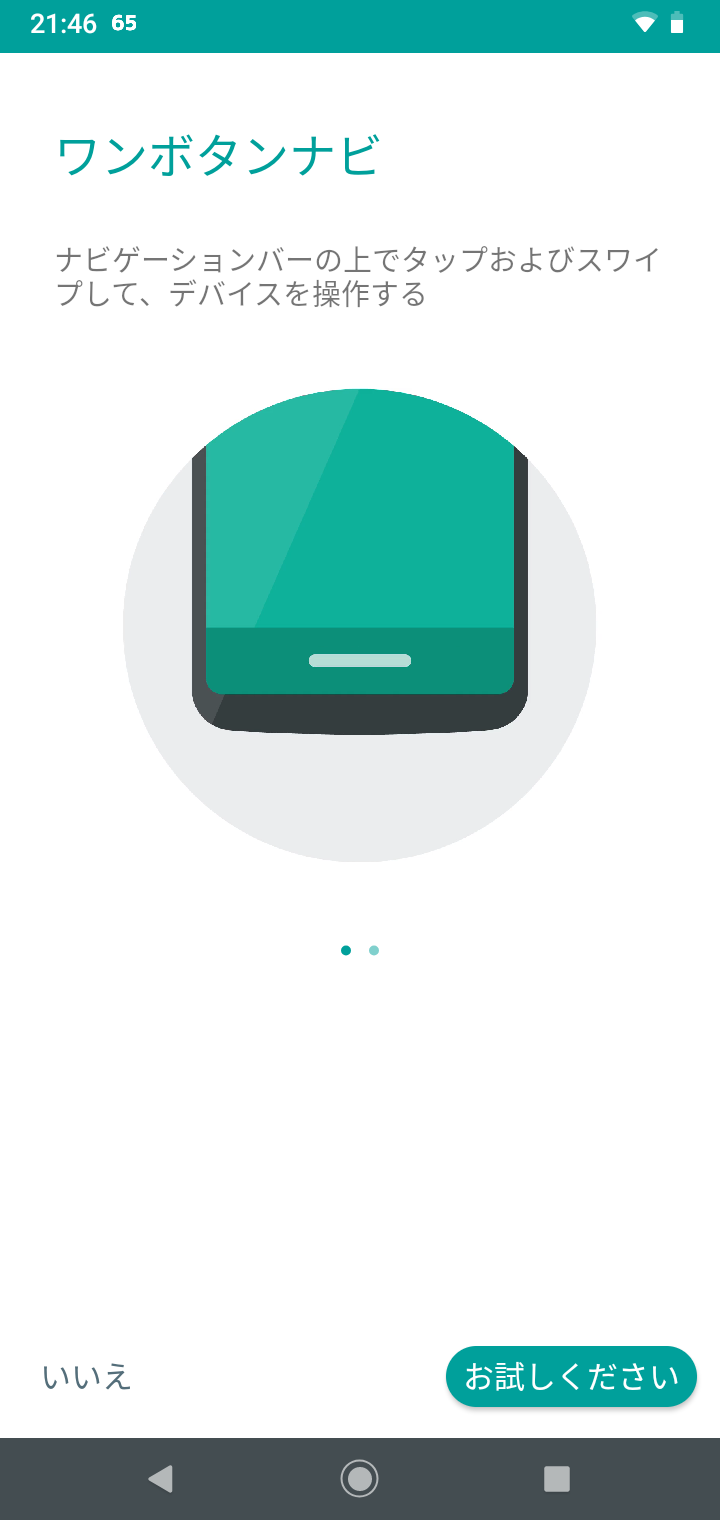 21:46 65
ワンボタンナビ
ナビゲーションバーの上でタップおよびスワイ
プして、デバイスを操作する
いいえ
お試しください